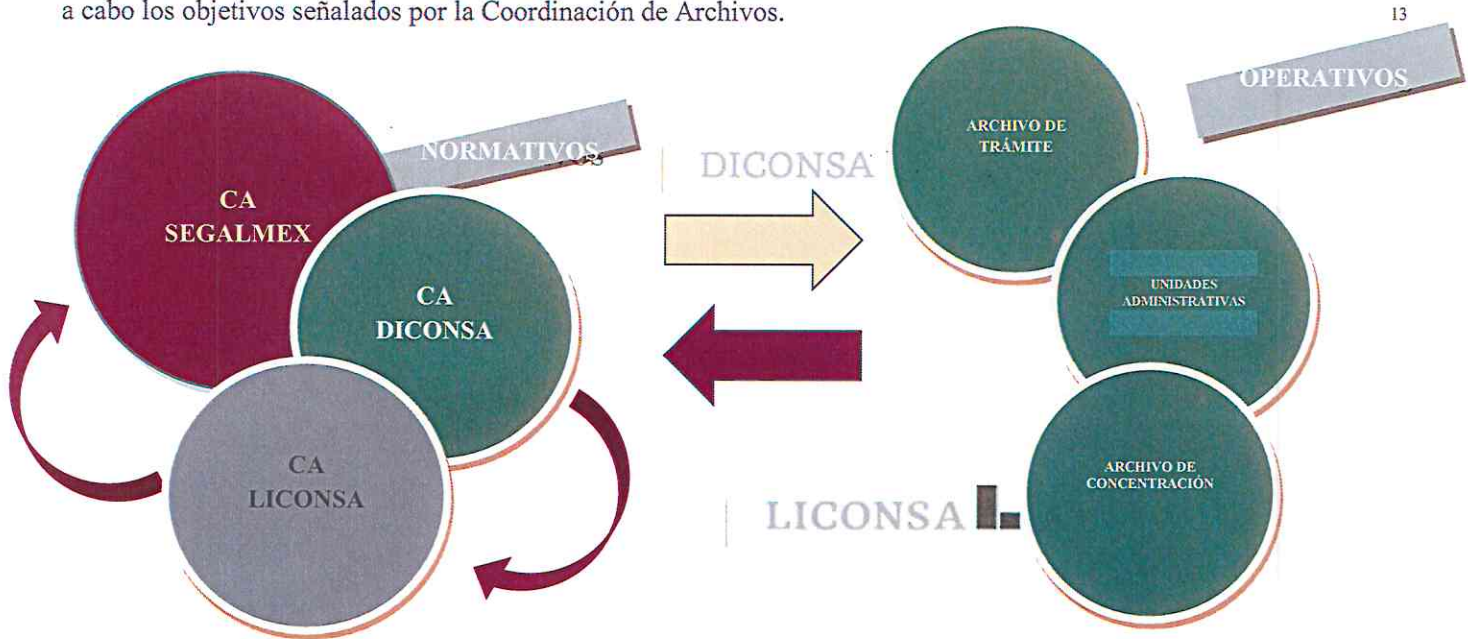 a cabo los objetivos señalados por la Coordinación de Archivos.
13
NORMATIVOS
CA
SEGALMEX
CA
DICONSA
CA
LICONSA
DICONSA
LICONSA
OPERATIVOS
ARCHIVO DE
TRÁMITE
UNIDADES
ADMINISTRATIVAS
ARCHIVO DE
CONCENTRACIÓN